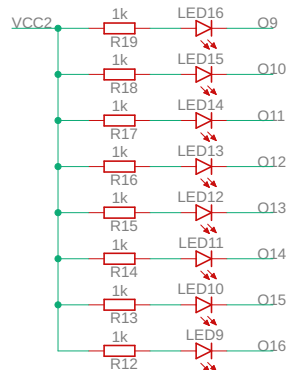 1k LED16
VCC2 O9
R19
1k LED15
O10
R18
1k LED14
O11
R17
1k LED13
O12
R16
1k LED12
O13
R15
1k LED11
O14
R14
1k LED10
O15
R13
1k LED9
O16
R12